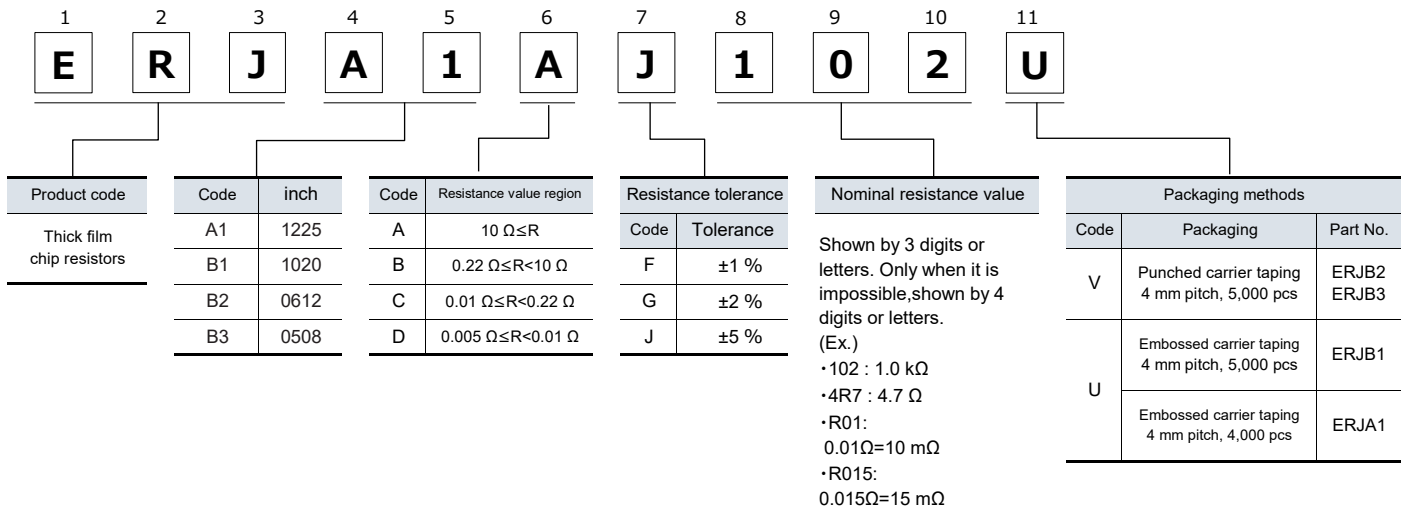 1 2 3 4 5 6 7 8 9 10 11
E R J A 1 A J 1 0 2 U
Product code
Thick film
chip resistors
Code inch
A1 1225
B1 1020
B2 0612
B3 0508
Code Resistance value region
A 10 Ω≤R
B 0.22 Ω≤R<10 Ω
C 0.01 Ω≤R<0.22 Ω
D 0.005 Ω≤R<0.01 Ω
Resistance tolerance
Code Tolerance
F ±1 %
G ±2 %
J ±5 %
Nominal resistance value
Shown by 3 digits or
letters. Only when it is
impossible,shown by 4
digits or letters.
(Ex.)
・102 : 1.0 kΩ
・4R7 : 4.7 Ω
・R01:
0.01Ω=10 mΩ
・R015:
0.015Ω=15 mΩ
Packaging methods
Code Packaging Part No.
V Punched carrier taping
4 mm pitch, 5,000 pcs
ERJB2
ERJB3
U Embossed carrier taping
4 mm pitch, 5,000 pcs
ERJB1
Embossed carrier taping
4 mm pitch, 4,000 pcs
ERJA1